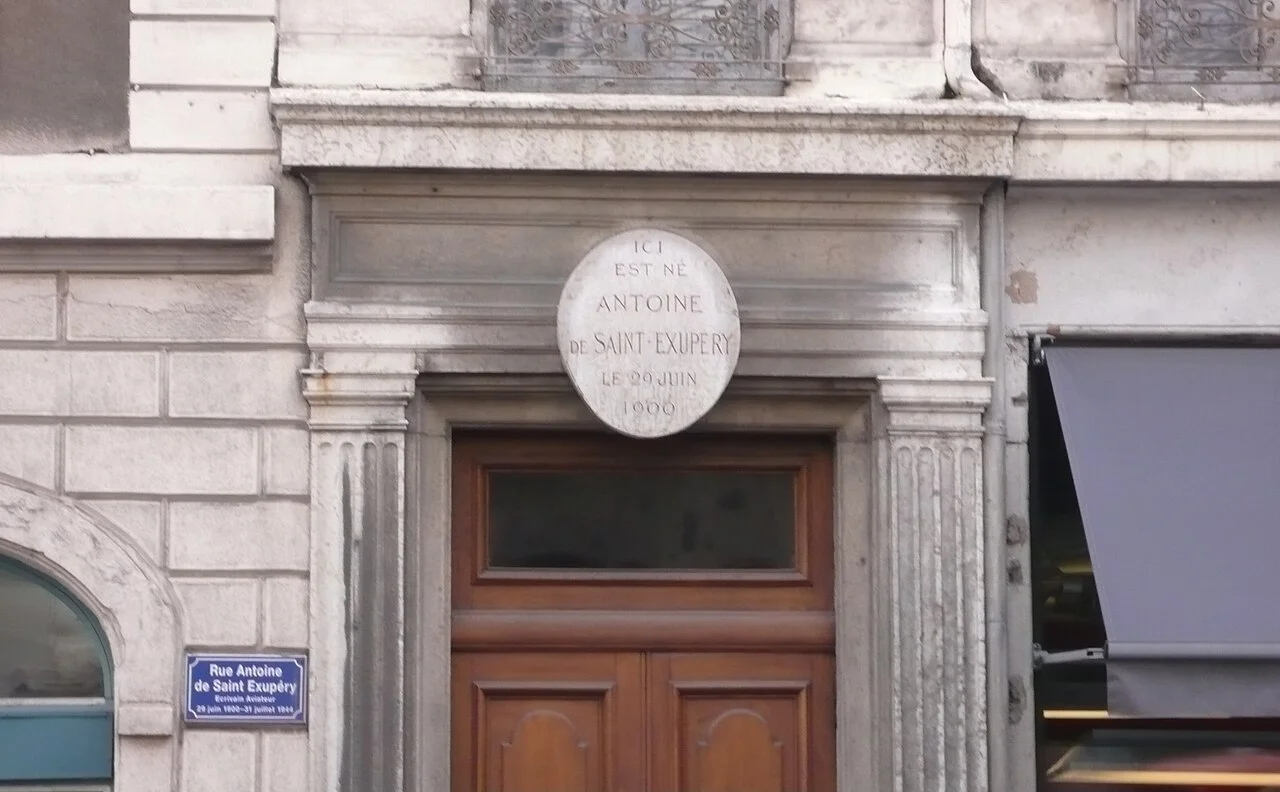 ICI
EST NÉ
ANTOINE
DE SAINT-EXUPERY
LE 29 JUIN
1900
Rue Antoine
de Saint Exupéry
Ecrivain Aviateur
29 juin 1900-31 juillet 1944